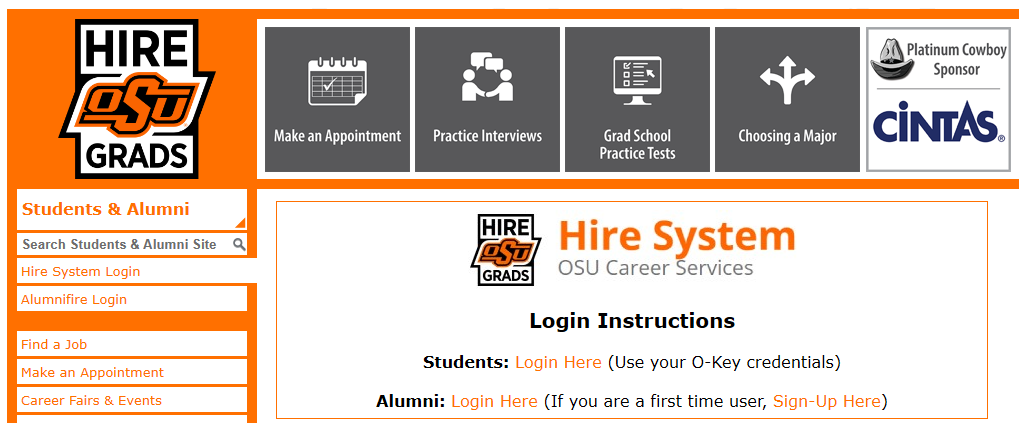 HIRE
OSU
GRADS
Make an Appointment
Practice Interviews
Grad School
Practice Tests
Choosing a Major
Platinum Cowboy
Sponsor
CINTAS®
Students & Alumni
Search Students & Alumni Site
Hire System Login
Alumnifire Login
Find a Job
Make an Appointment
Career Fairs & Events
HIRE
OSU
GRADS
Hire System
OSU Career Services
Login Instructions
Students: Login Here (Use your O-Key credentials)
Alumni: Login Here (If you are a first time user, Sign-Up Here)